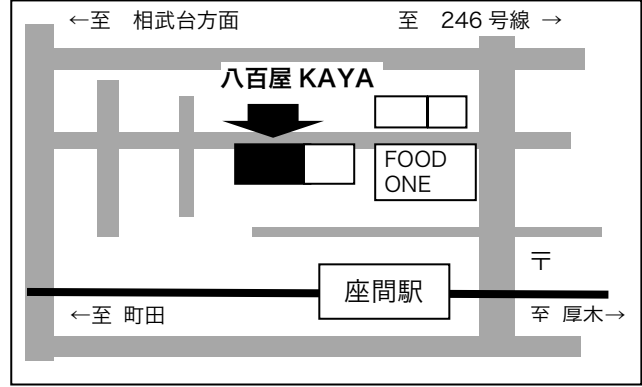 ←至 相武台方面
至 246号線 →
八百屋 KAYA
FOOD
ONE
〒
座間駅
←至 町田
至 厚木→